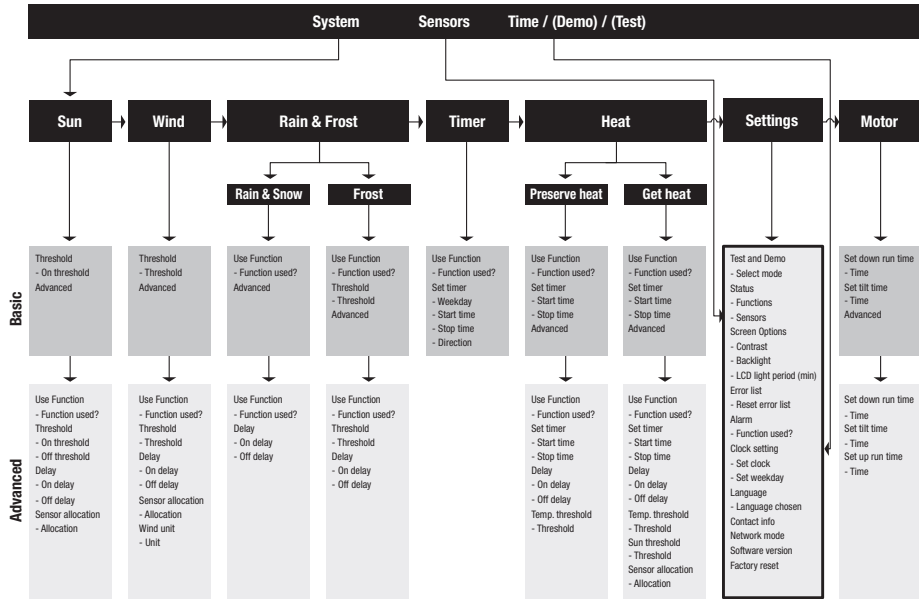 System
Sensors
Time / (Demo) / (Test)
Sun
Wind
Rain & Frost
Timer
Heat
Settings
Motor
Rain & Snow
Frost
Preserve heat
Get heat
Basic
Threshold
- On threshold
Advanced
Threshold
- Threshold
Advanced
Use Function
- Function used?
Advanced
Use Function
- Function used?
Threshold
- Threshold
Advanced
Use Function
- Function used?
Set timer
- Weekday
- Start time
- Stop time
- Direction
Use Function
- Function used?
Set timer
- Start time
- Stop time
Advanced
Use Function
- Function used?
Set timer
- Start time
- Stop time
Advanced
Test and Demo
- Select mode
Status
- Functions
- Sensors
Screen Options
- Contrast
- Backlight
- LCD light period (min)
Error list
- Reset error list
Alarm
- Function used?
Clock setting
- Set clock
- Set weekday
Language
- Language chosen
Contact info
Network mode
Software version
Factory reset
Set down run time
- Time
Set tilt time
- Time
Advanced
Advanced
Use Function
- Function used?
Threshold
- On threshold
- Off threshold
Delay
- On delay
- Off delay
Sensor allocation
- Allocation
Use Function
- Function used?
Threshold
- Threshold
Delay
- On delay
- Off delay
Sensor allocation
- Allocation
Wind unit
- Unit
Use Function
- Function used?
Delay
- On delay
- Off delay
Use Function
- Function used?
Threshold
- Threshold
Delay
- On delay
- Off delay
Use Function
- Function used?
Set timer
- Start time
- Stop time
Delay
- On delay
- Off delay
Temp. threshold
- Threshold
Use Function
- Function used?
Set timer
- Start time
- Stop time
Delay
- On delay
- Off delay
Temp. threshold
- Threshold
Sun threshold
- Threshold
Sensor allocation
- Allocation
Set down run time
- Time
Set tilt time
- Time
Set up run time
- Time